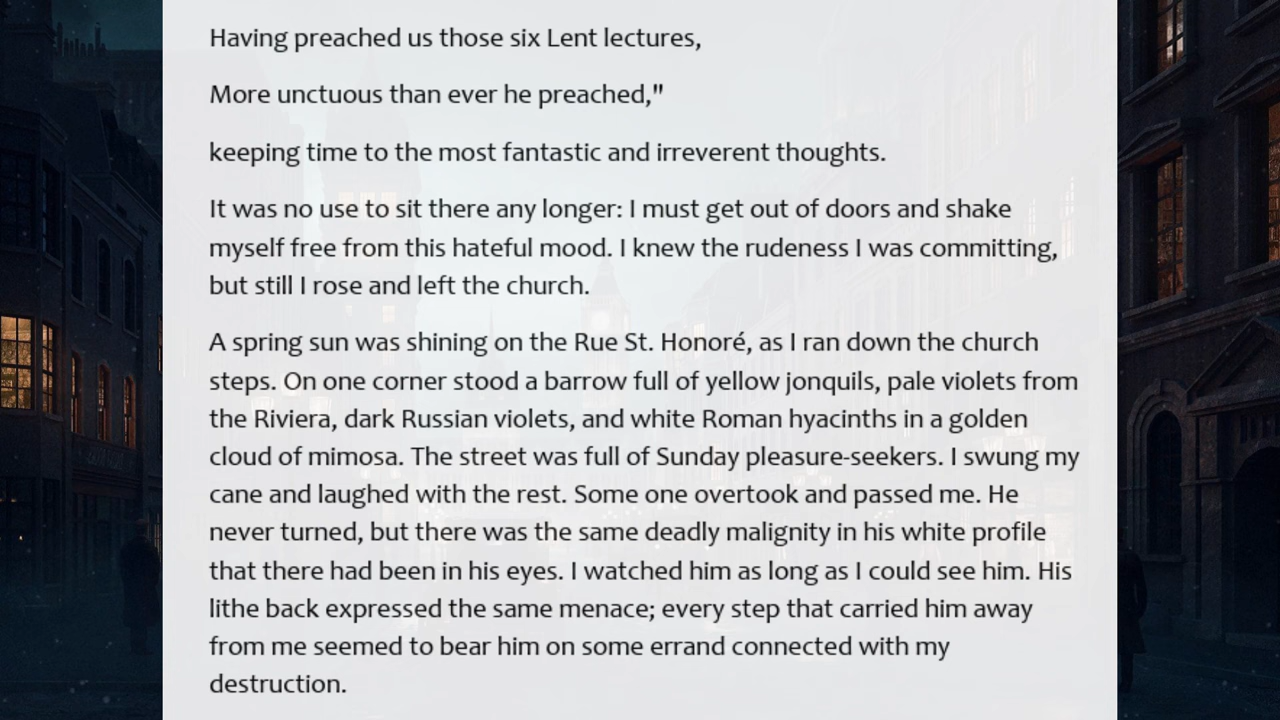 Having preached us those six Lent lectures,
More unctuous than ever he preached,"
keeping time to the most fantastic and irreverent thoughts.
It was no use to sit there any longer: I must get out of doors and shake
myself free from this hateful mood. I knew the rudeness I was committing,
but still I rose and left the church.
A spring sun was shining on the Rue St. Honoré, as I ran down the church
steps. On one corner stood a barrow full of yellow jonquils, pale violets from
the Riviera, dark Russian violets, and white Roman hyacinths in a golden
cloud of mimosa. The street was full of Sunday pleasure-seekers. I swung my
cane and laughed with the rest. Some one overtook and passed me. He
never turned, but there was the same deadly malignity in his white profile
that there had been in his eyes. I watched him as long as I could see him. His
lithe back expressed the same menace; every step that carried him away
from me seemed to bear him on some errand connected with my
destruction.